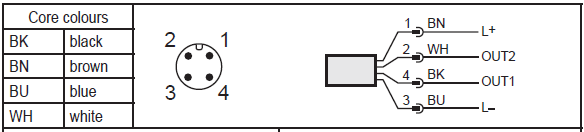 Core colours
BK black
BN brown
BU blue
WH white
2 1
3 4
1 BN L+
2 WH OUT2
4 BK OUT1
3 BU L–